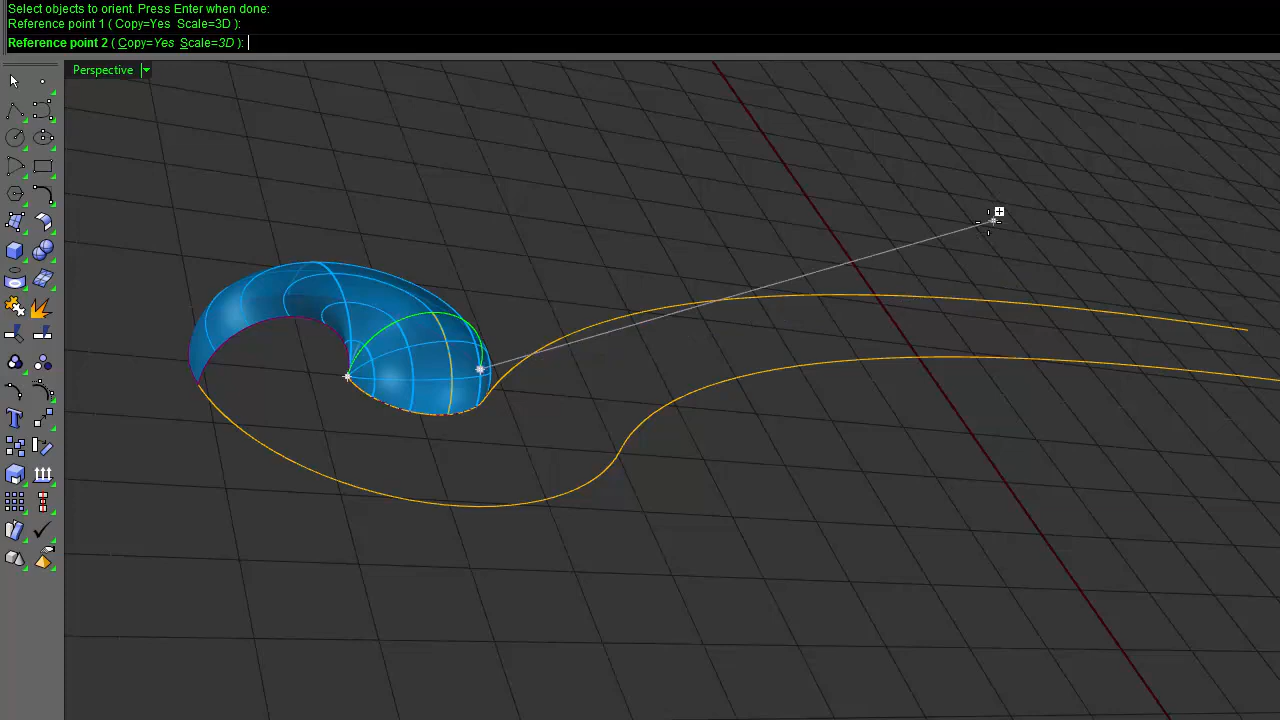 Select objects to orient. Press Enter when done:
Reference point 1 ( Copy=Yes Scale=3D ):
Reference point 2 ( Copy=Yes Scale=3D ):
Perspective